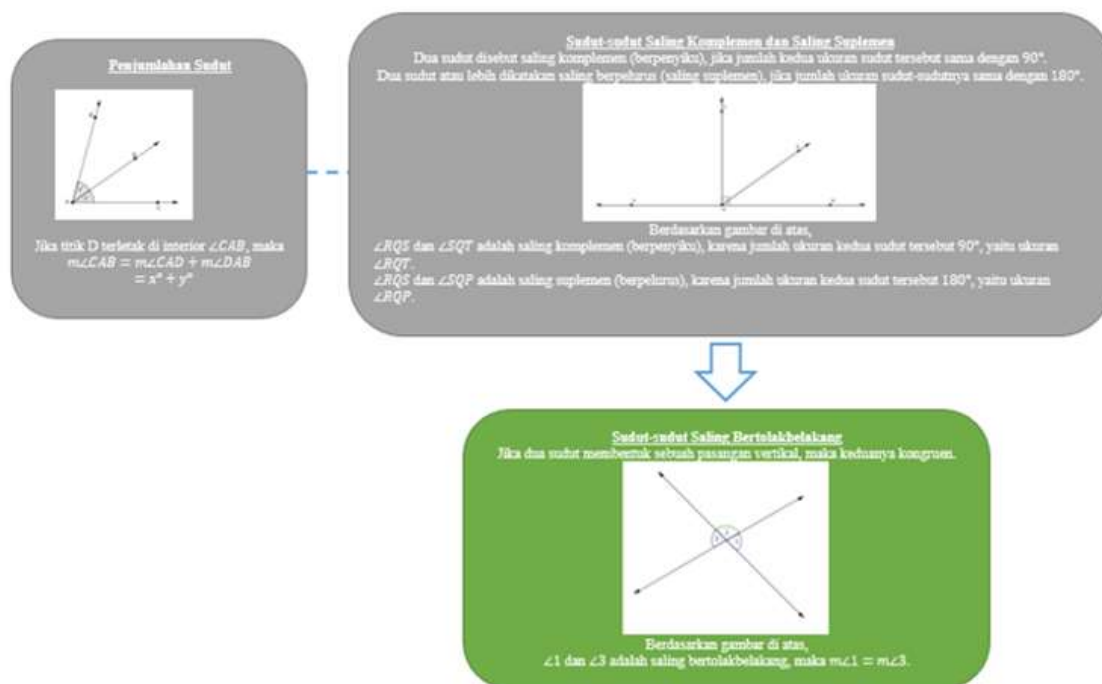 Penjumlahan Sudut
Jika titik D terletak di interior ∠CAB, maka
m∠CAB = m∠CAD + m∠DAB
= x° + y°
Sudut-sudut Saling Komplemen dan Saling Suplemen
Dua sudut disebut saling komplemen (berpenyiku), jika jumlah kedua ukuran sudut tersebut sama dengan 90°.
Dua sudut atau lebih dikatakan saling berpelurus (saling suplemen), jika jumlah ukuran sudut-sudutnya sama dengan 180°.
Berdasarkan gambar di atas,
∠RQS dan ∠SQT adalah saling komplemen (berpenyiku), karena jumlah ukuran kedua sudut tersebut 90°, yaitu ukuran
∠RQT.
∠RQS dan ∠SQP adalah saling suplemen (berpelurus), karena jumlah ukuran kedua sudut tersebut 180°, yaitu ukuran
∠RQP.
Sudut-sudut Saling Bertolakbelakang
Jika dua sudut membentuk sebuah pasangan vertikal, maka keduanya kongruen.
Berdasarkan gambar di atas,
∠1 dan ∠3 adalah saling bertolakbelakang, maka m∠1 = m∠3.